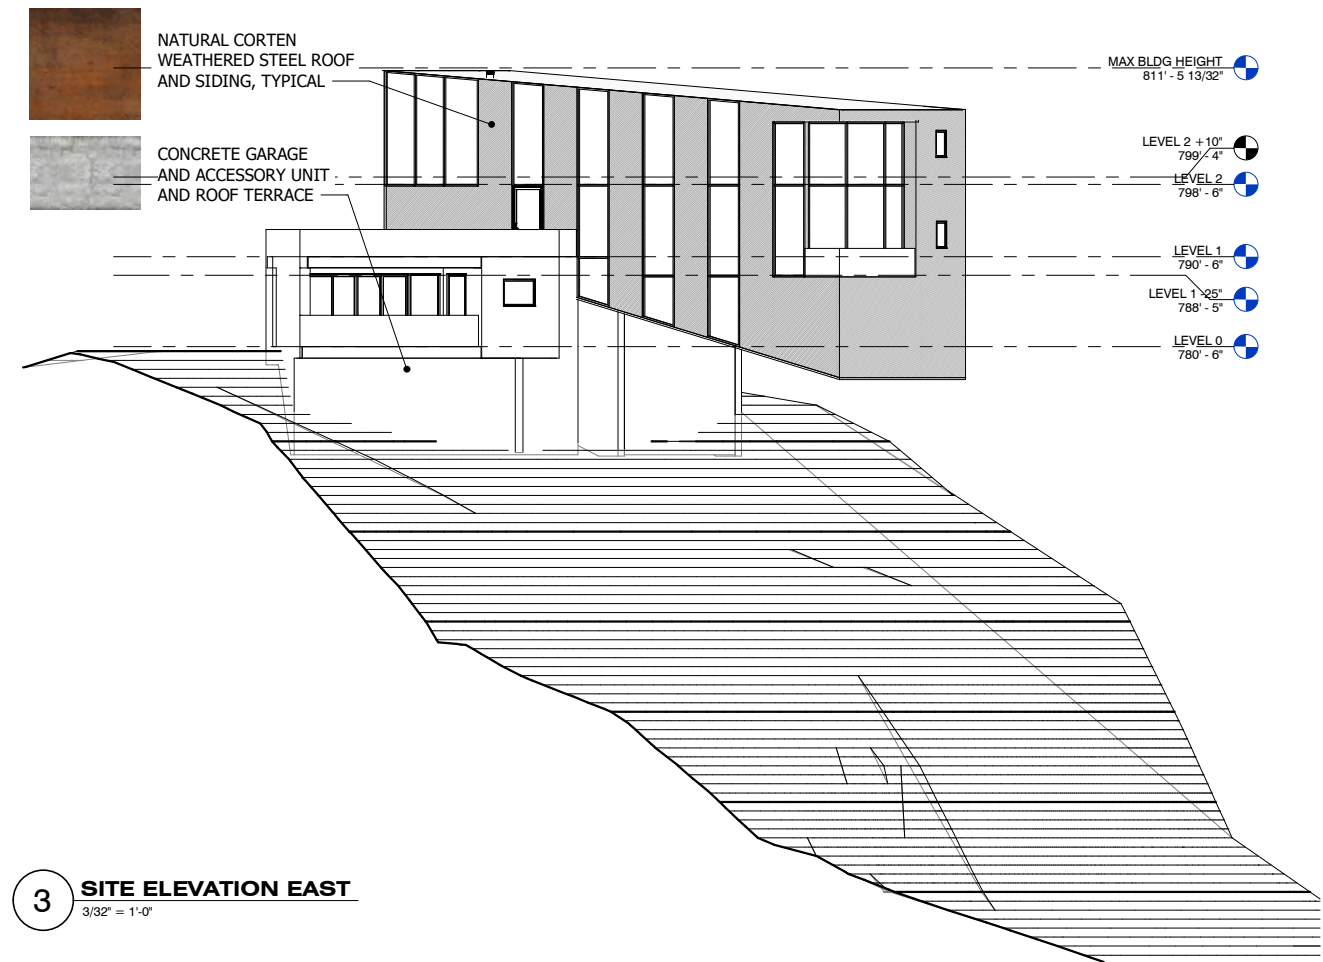 NATURAL CORTEN
WEATHERED STEEL ROOF
AND SIDING, TYPICAL
CONCRETE GARAGE
AND ACCESSORY UNIT
AND ROOF TERRACE
MAX BLDG HEIGHT
811' - 5 13/32"
LEVEL 2 +10"
799' - 4"
LEVEL 2
798' - 6"
LEVEL 1
790' - 6"
LEVEL 1 -25"
788' - 5"
LEVEL 0
780' - 6"
3
SITE ELEVATION EAST
3/32" = 1'-0"